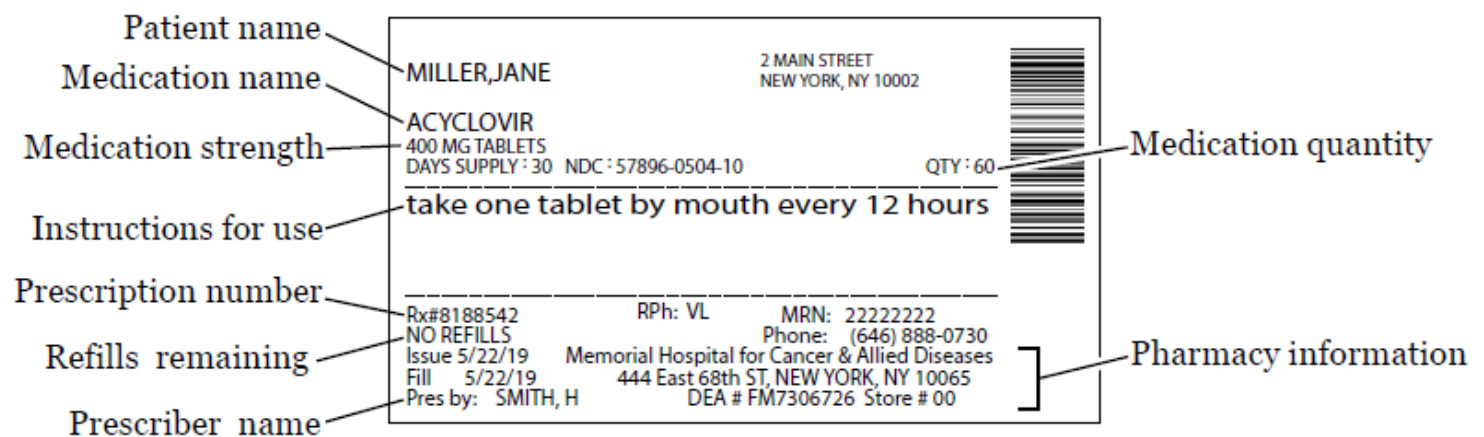 Patient name
MILLER,JANE
2 MAIN STREET
NEW YORK, NY 10002
Medication name
ACYCLOVIR
Medication strength
400 MG TABLETS
DAYS SUPPLY : 30 NDC : 57896-0504-10 QTY : 60
Medication quantity
take one tablet by mouth every 12 hours
Instructions for use
Prescription number
Rx#8188542 RPh: VL MRN: 22222222
NO REFILLS Phone: (646) 888-0730
Refills remaining
Issue 5/22/19 Memorial Hospital for Cancer & Allied Diseases
Pharmacy information
Fill 5/22/19 444 East 68th ST, NEW YORK, NY 10065
Pres by: SMITH, H DEA # FM7306726 Store # 00
Prescriber name